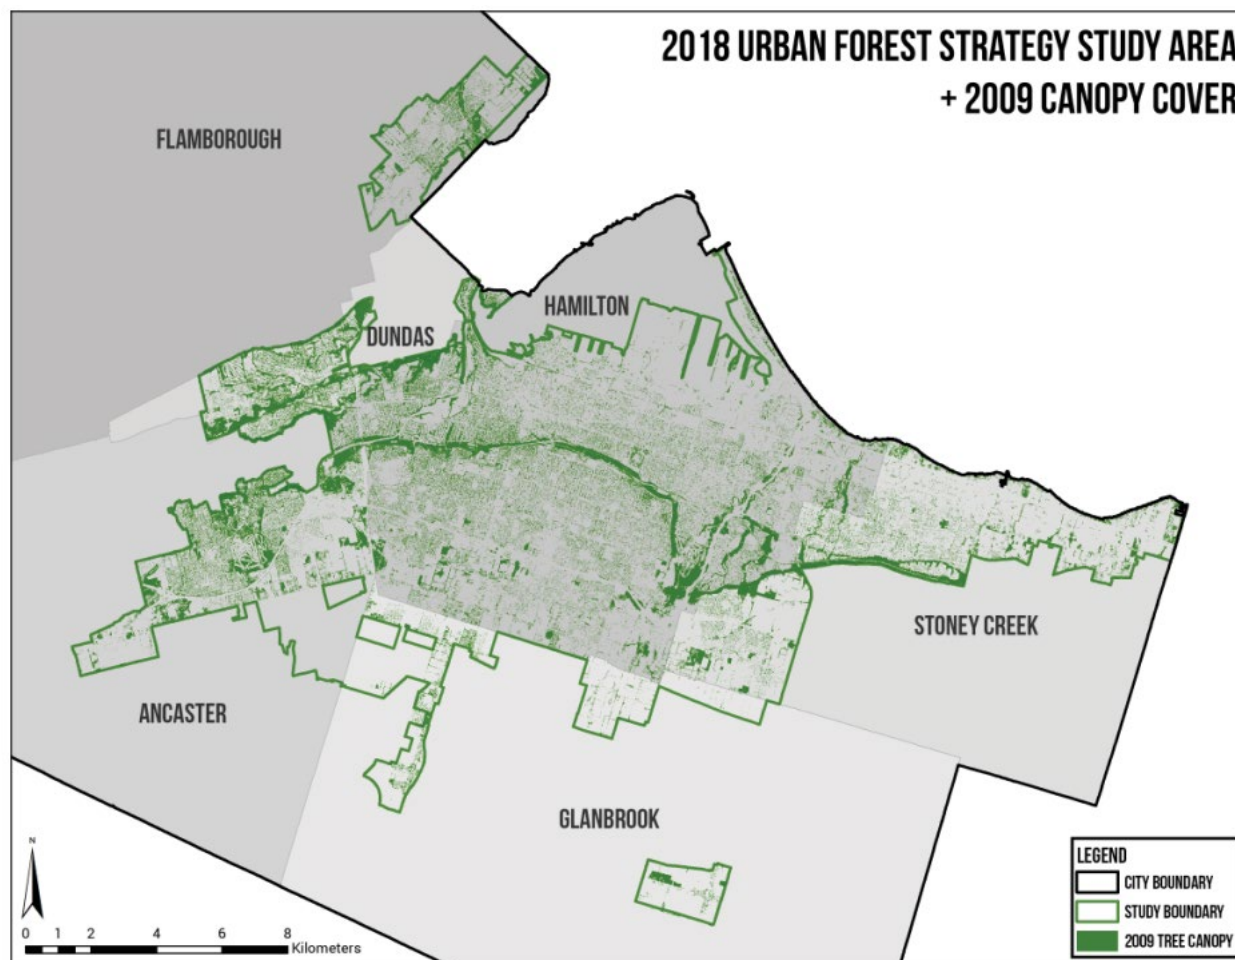 2018 URBAN FOREST STRATEGY STUDY AREA
+ 2009 CANOPY COVER
FLAMBOROUGH
HAMILTON
DUNDAS
STONEY CREEK
ANCASTER
GLANBROOK
N
0 1 2 4 6 8
Kilometers
LEGEND
CITY BOUNDARY
STUDY BOUNDARY
2009 TREE CANOPY